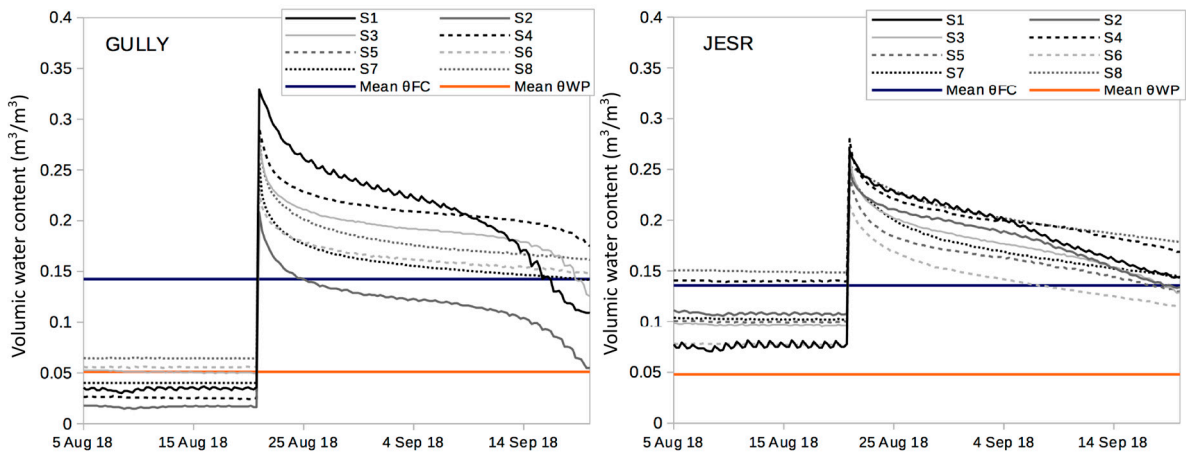 GULLY
S1 S2
S3 S4
S5 S6
S7 S8
Mean θFC Mean θWP
Volumic water content (m³/m³)
0.4
0.35
0.3
0.25
0.2
0.15
0.1
0.05
0
5 Aug 18 15 Aug 18 25 Aug 18 4 Sep 18 14 Sep 18
JESR
S1 S2
S3 S4
S5 S6
S7 S8
Mean θFC Mean θWP
Volumic water content (m³/m³)
0.4
0.35
0.3
0.25
0.2
0.15
0.1
0.05
0
5 Aug 18 15 Aug 18 25 Aug 18 4 Sep 18 14 Sep 18